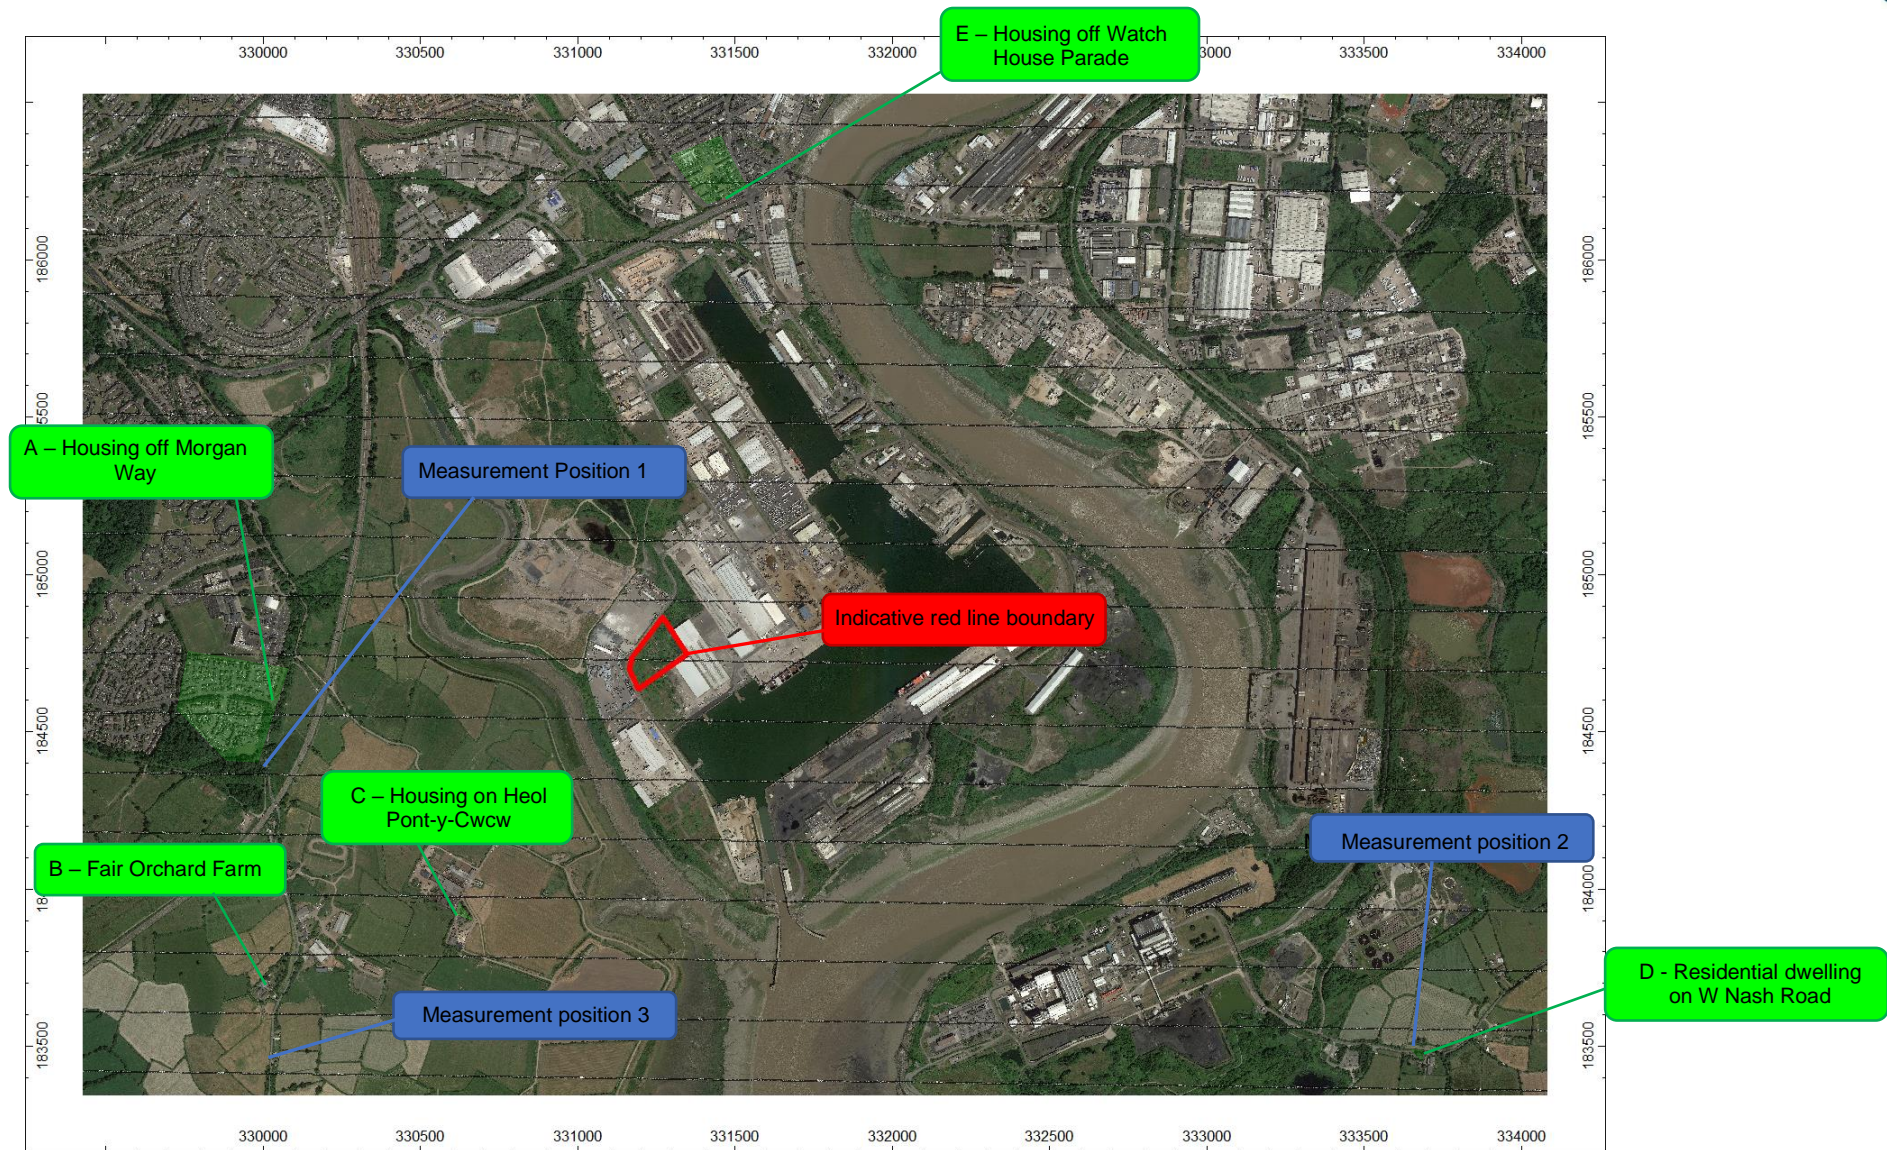 E – Housing off Watch
House Parade
330000 330500 331000 331500 332000 3000 333500 334000
186000
186000
5500
185500
A – Housing off Morgan
Way
Measurement Position 1
185000
185000
Indicative red line boundary
184500
184500
C – Housing on Heol
Pont-y-Cwcw
Measurement position 2
B – Fair Orchard Farm
184000
D - Residential dwelling
on W Nash Road
Measurement position 3
183500
183500
330000 330500 331000 331500 332000 332500 333000 333500 334000